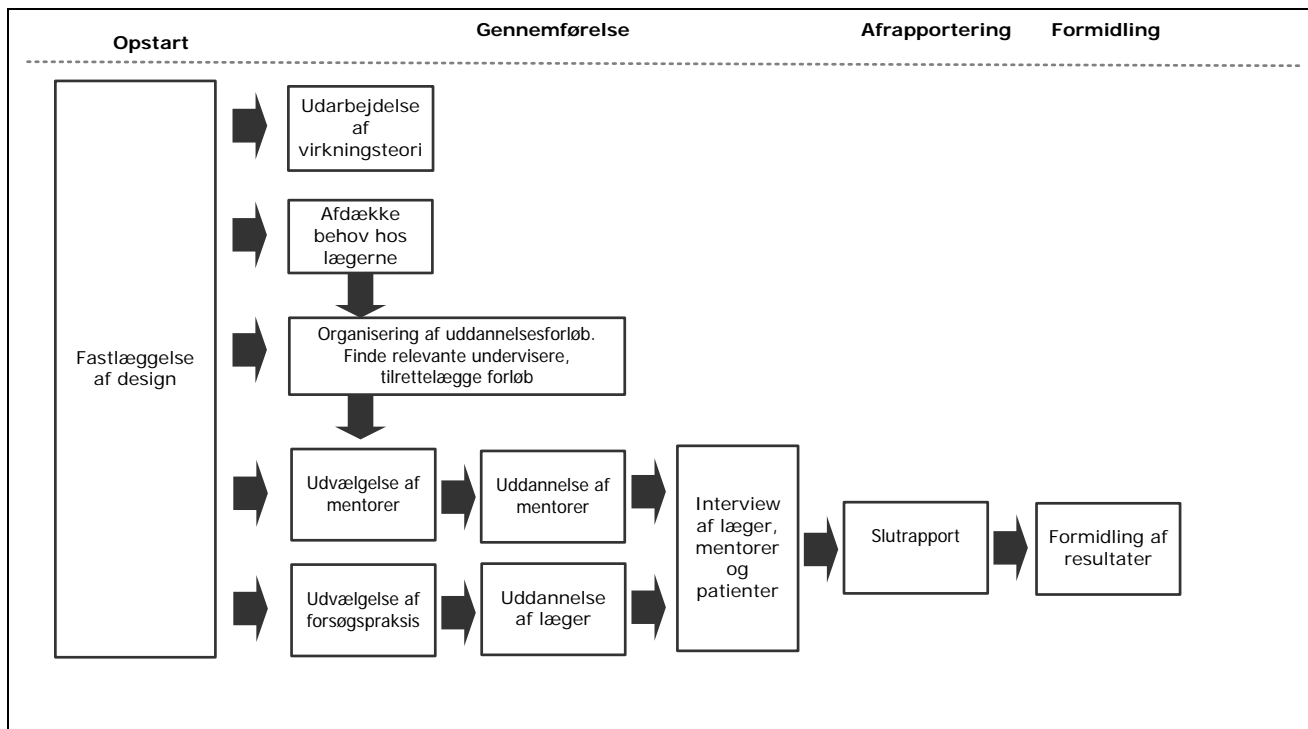 Opstart
Gennemførelse
Afrapportering
Formidling
Fastlæggelse
af design
Udarbejdelse
af
virkningsteori
Afdække
behov hos
lægerne
Organisering af uddannelsesforløb.
Finde relevante undervisere,
tilrettelægge forløb
Udvælgelse af
mentorer
Uddannelse af
mentorer
Udvælgelse af
forsøgspraksis
Uddannelse
af læger
Interview
af læger,
mentorer
og
patienter
Slutrapport
Formidling af
resultater